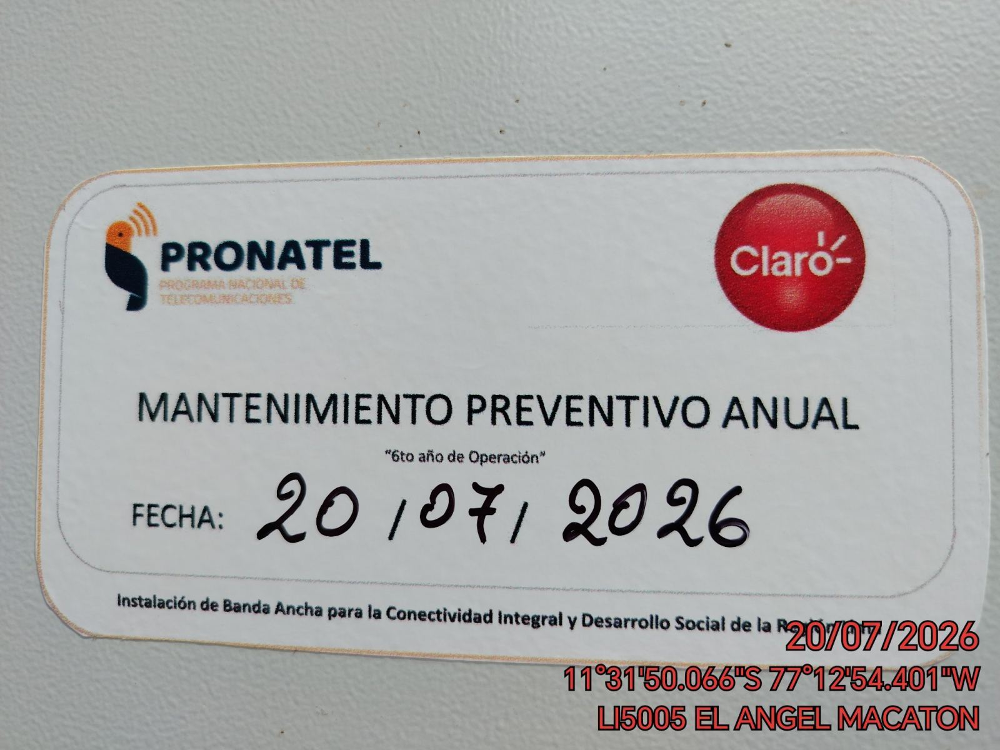 PRONATEL
PROGRAMA NACIONAL DE
TELECOMUNICACIONES
Claro
MANTENIMIENTO PREVENTIVO ANUAL
"6to año de Operación"
FECHA: 20/07/2026
Instalación de Banda Ancha para la Conectividad Integral y Desarrollo Social de la Región
20/07/2026
11°31'50.066"S 77°12'54.401"W
LI5005 EL ANGEL MACATON